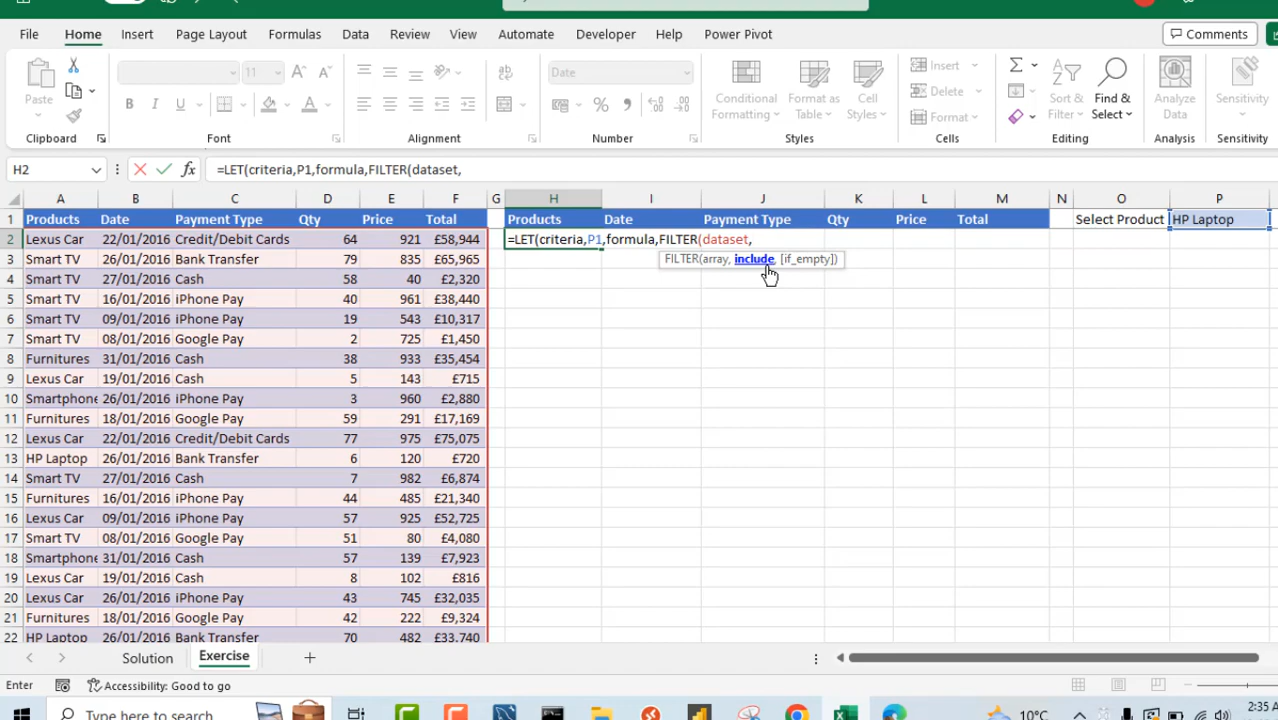 File Home Insert Page Layout Formulas Data Review View Automate Developer Help Power Pivot Comments
Paste
11
B I U A
Date
Conditional Formatting
Format as Table
Cell Styles
Insert
Delete
Format
Sort & Filter
Find & Select
Analyze Data
Sensitivity
Clipboard Font Alignment Number Styles Cells Editing Analysis Sensitivity
H2 fx =LET(criteria,P1,formula,FILTER(dataset,
A B C D E F G H I J K L M N O P
1 Products Date Payment Type Qty Price Total Products Date Payment Type Qty Price Total Select Product HP Laptop
2 Lexus Car 22/01/2016 Credit/Debit Cards 64 921 £58,944 =LET(criteria,P1,formula,FILTER(dataset,
3 Smart TV 26/01/2016 Bank Transfer 79 835 £65,965 FILTER(array, include, [if_empty])
4 Smart TV 27/01/2016 Cash 58 40 £2,320
5 Smart TV 16/01/2016 iPhone Pay 40 961 £38,440
6 Smart TV 09/01/2016 iPhone Pay 19 543 £10,317
7 Smart TV 08/01/2016 Google Pay 2 725 £1,450
8 Furnitures 31/01/2016 Cash 38 933 £35,454
9 Lexus Car 19/01/2016 Cash 5 143 £715
10 Smartphone 26/01/2016 iPhone Pay 3 960 £2,880
11 Furnitures 18/01/2016 Google Pay 59 291 £17,169
12 Lexus Car 22/01/2016 Credit/Debit Cards 77 975 £75,075
13 HP Laptop 26/01/2016 Bank Transfer 6 120 £720
14 Smart TV 27/01/2016 Cash 7 982 £6,874
15 Furnitures 16/01/2016 iPhone Pay 44 485 £21,340
16 Lexus Car 09/01/2016 iPhone Pay 57 925 £52,725
17 Smart TV 08/01/2016 Google Pay 51 80 £4,080
18 Smartphone 31/01/2016 Cash 57 139 £7,923
19 Lexus Car 19/01/2016 Cash 8 102 £816
20 Lexus Car 26/01/2016 iPhone Pay 43 745 £32,035
21 Furnitures 18/01/2016 Google Pay 42 222 £9,324
22 HP Laptop 26/01/2016 Bank Transfer 70 482 £33,740
Solution Exercise
Enter Accessibility: Good to go
Type here to search 10°C 2:35